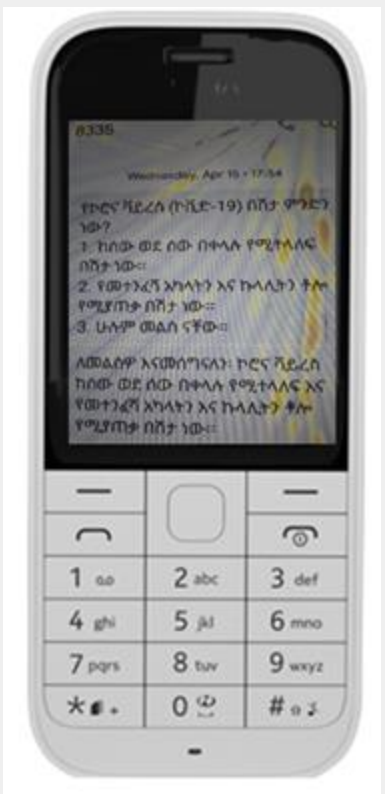 8335
Wednesday, Apr 15 • 17:54
የኮሮና ቫይረስ (ኮቪድ-19) በሽታ ምንድን
ነው?
1. ከሰው ወደ ሰው በቀላሉ የሚተላለፍ
በሽታ ነው።
2. የመተንፈሻ አካላትን እና ኩላሊትን ቶሎ
የሚያጠቃ በሽታ ነው።
3. ሁሉም መልስ ናቸው።
ለመልስዎ እናመሰግናለን፡ ኮሮና ቫይረስ
ከሰው ወደ ሰው በቀላሉ የሚተላለፍ እና
የመተንፈሻ አካላትን እና ኩላሊትን ቶሎ
የሚያጠቃ በሽታ ነው።
1 2 abc 3 def
4 ghi 5 jkl 6 mno
7 pqrs 8 tuv 9 wxyz
* + 0 #